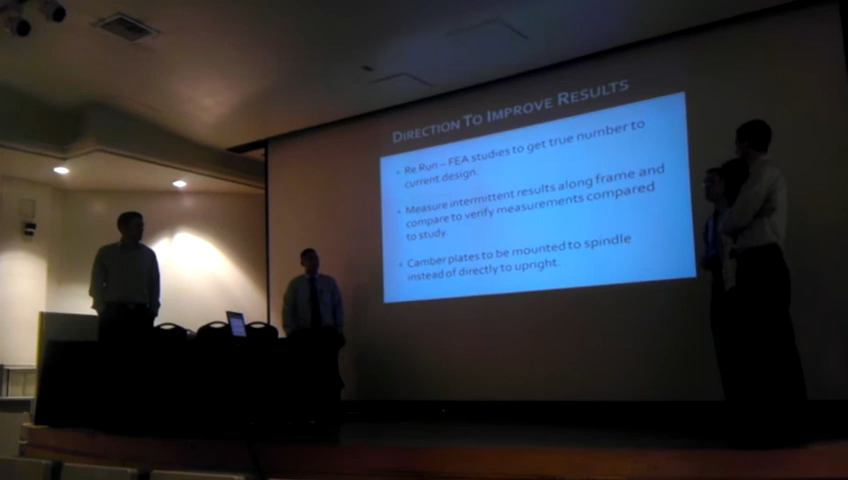 DIRECTION TO IMPROVE RESULTS
• Re Run – FEA studies to get true number to
current design.
• Measure intermittent results along frame and
compare to verify measurements compared
to study.
• Camber plates to be mounted to spindle
instead of directly to upright.